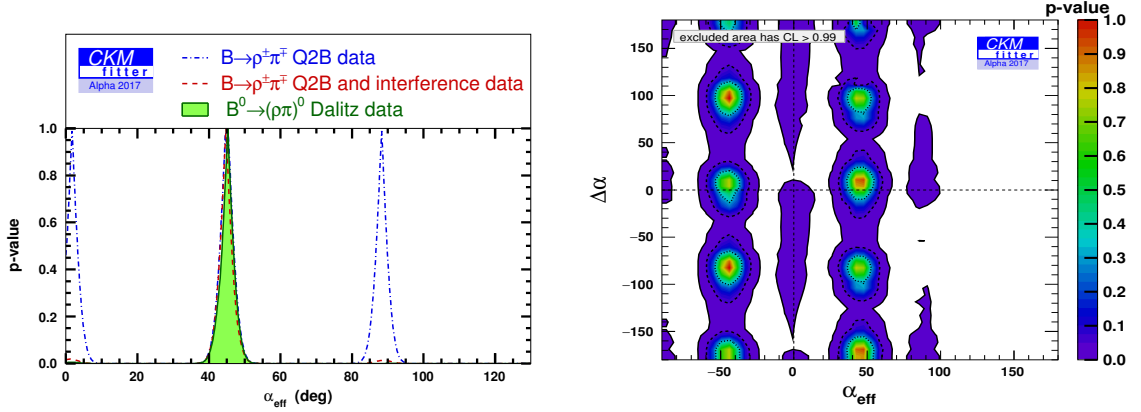 CKM
fitter
Alpha 2017
B→ρ±π∓ Q2B data
B→ρ±π∓ Q2B and interference data
B⁰→(ρπ)⁰ Dalitz data
p-value
1.0
0.8
0.6
0.4
0.2
0.0
0 20 40 60 80 100 120
α_eff (deg)
p-value
excluded area has CL > 0.99
CKM
fitter
Alpha 2017
Δα
150
100
50
0
−50
−100
−150
−50 0 50 100 150
α_eff
1.0
0.9
0.8
0.7
0.6
0.5
0.4
0.3
0.2
0.1
0.0